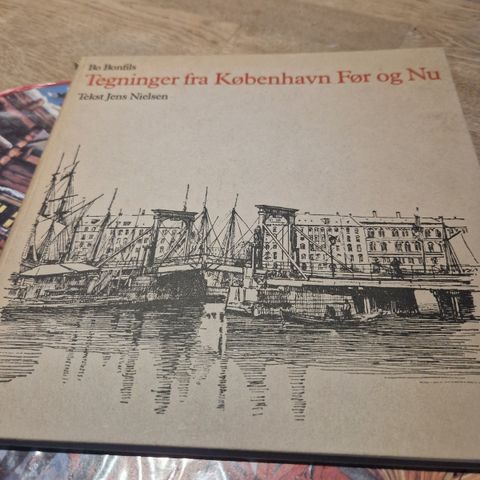 Bo Bonfils
Tegninger fra København Før og Nu
Tekst Jens Nielsen